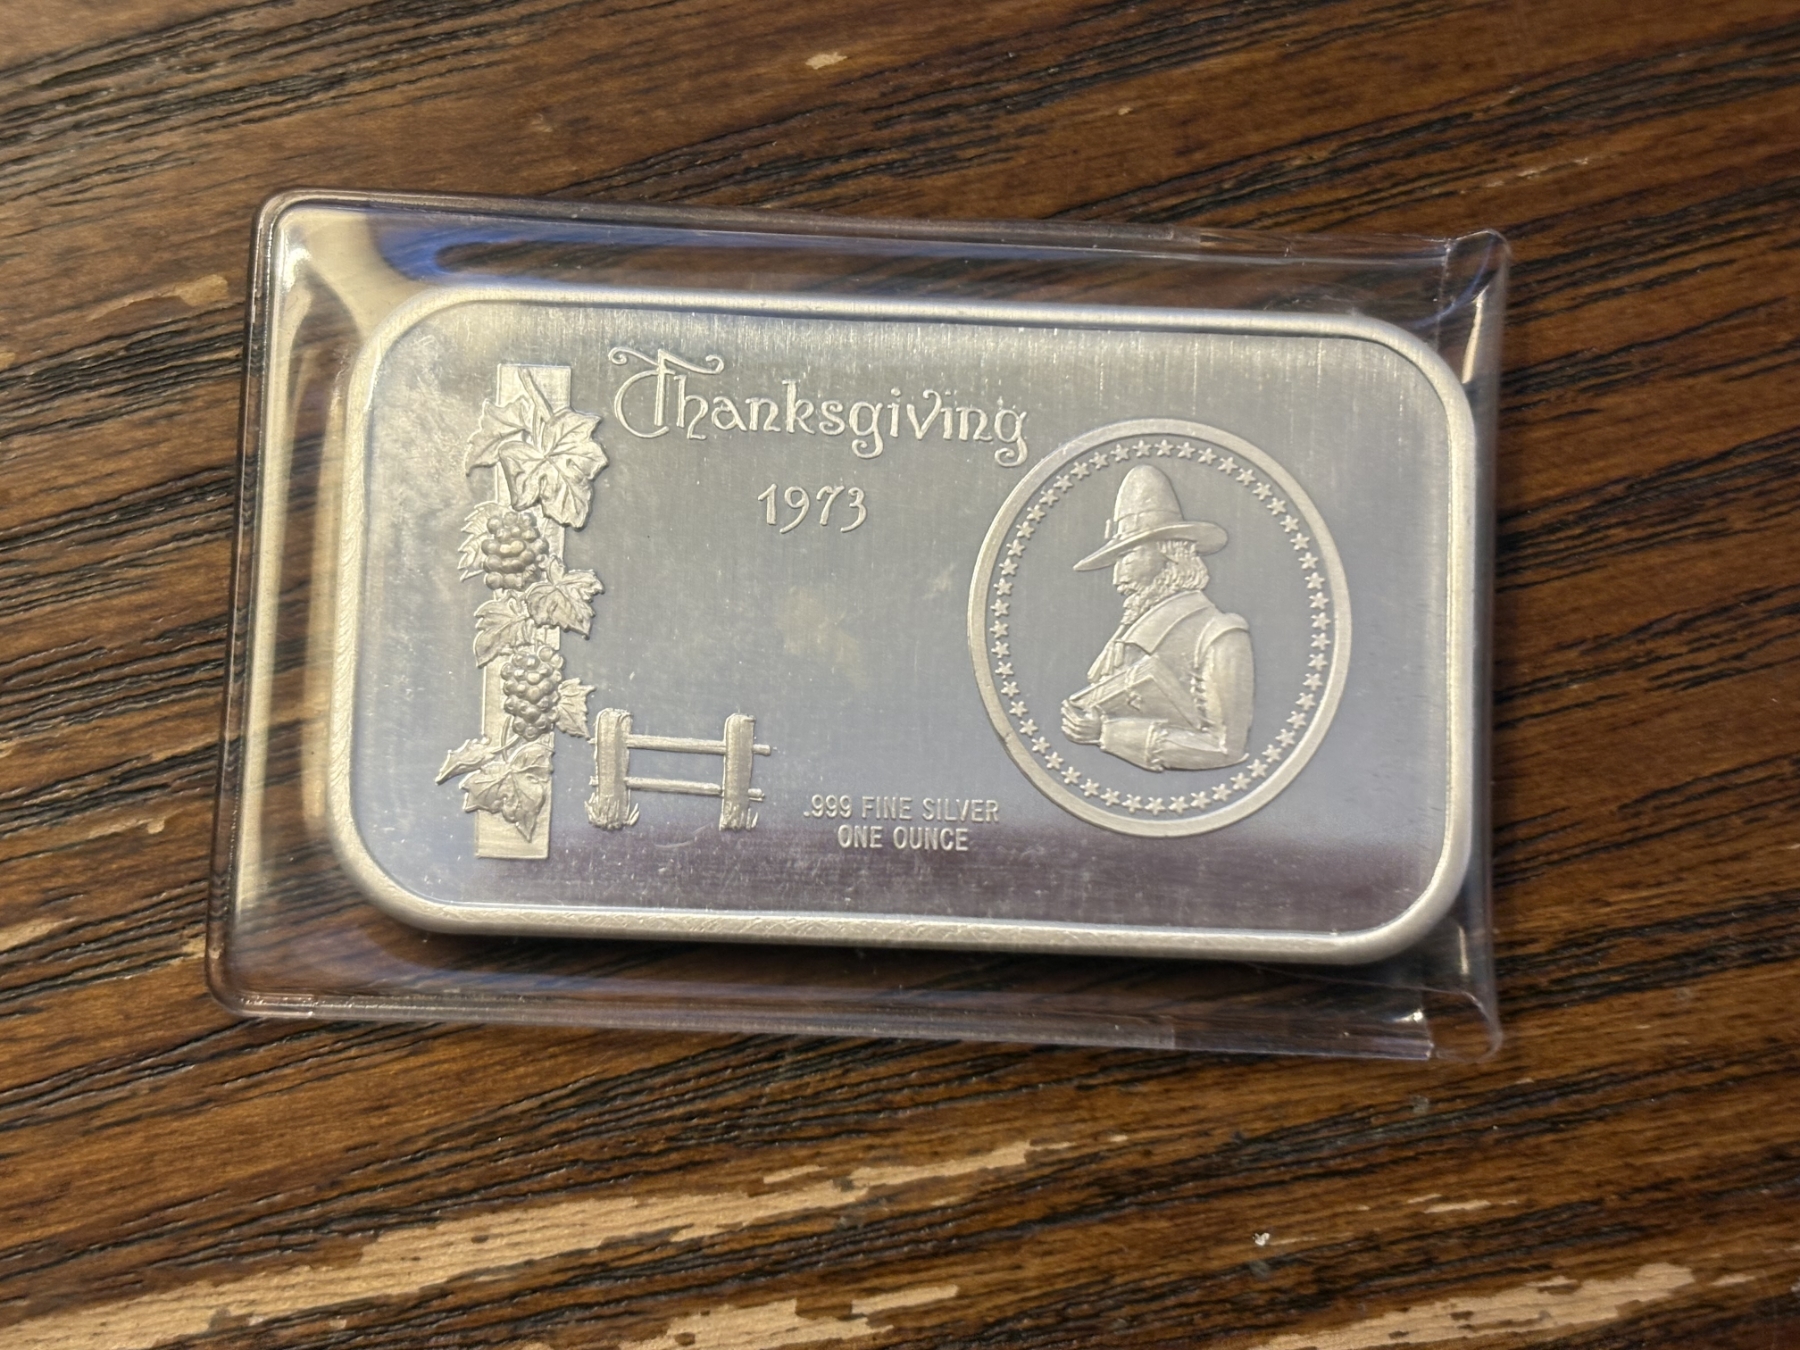 Thanksgiving
1973
.999 FINE SILVER
ONE OUNCE